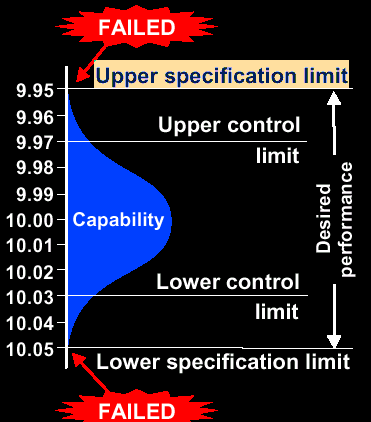 FAILED
Upper specification limit
9.95
9.96
Upper control
9.97
limit
9.98
9.99
10.00
Capability
10.01
Desired
performance
10.02
Lower control
10.03
limit
10.04
10.05
Lower specification limit
FAILED